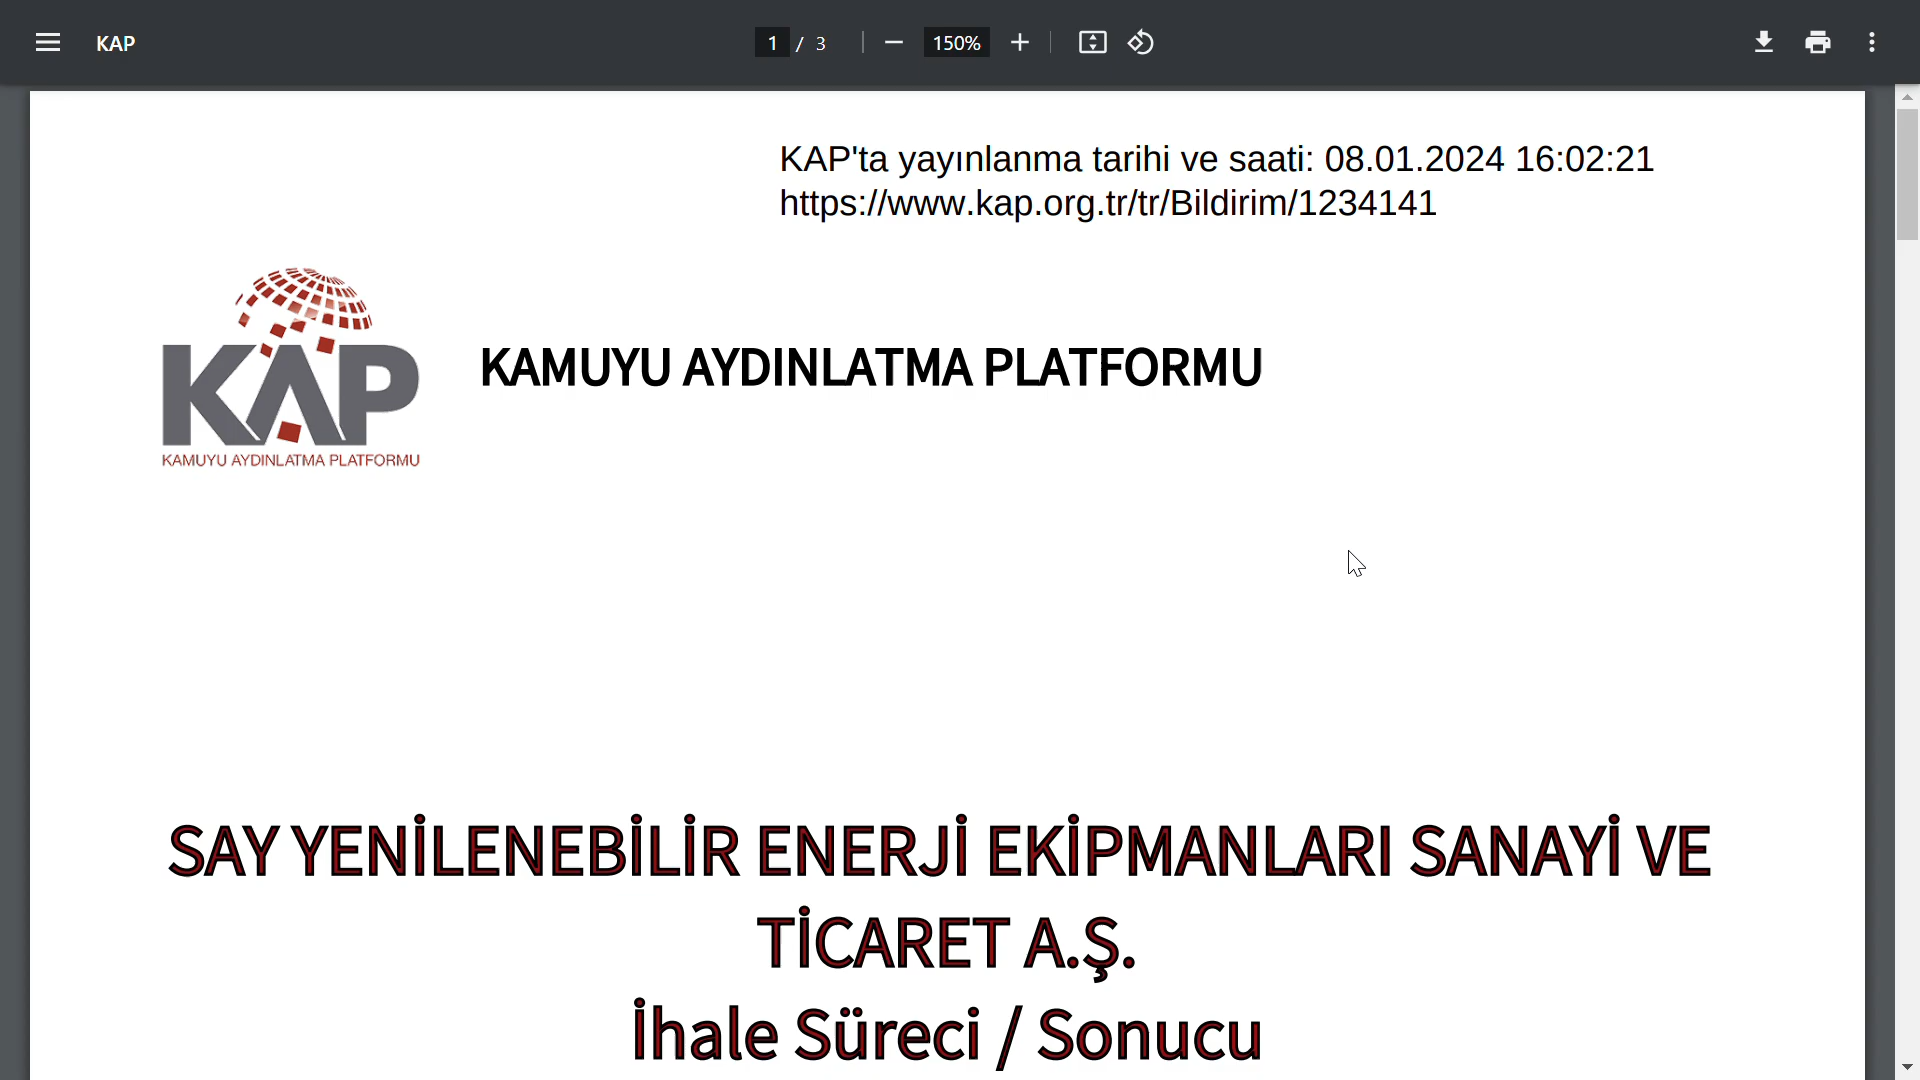 KAP
1 / 3
150%
KAP'ta yayınlanma tarihi ve saati: 08.01.2024 16:02:21
https://www.kap.org.tr/tr/Bildirim/1234141
KAP
KAMUYU AYDINLATMA PLATFORMU
KAMUYU AYDINLATMA PLATFORMU
SAY YENİLENEBİLİR ENERJİ EKİPMANLARI SANAYİ VE
TİCARET A.Ş.
İhale Süreci / Sonucu